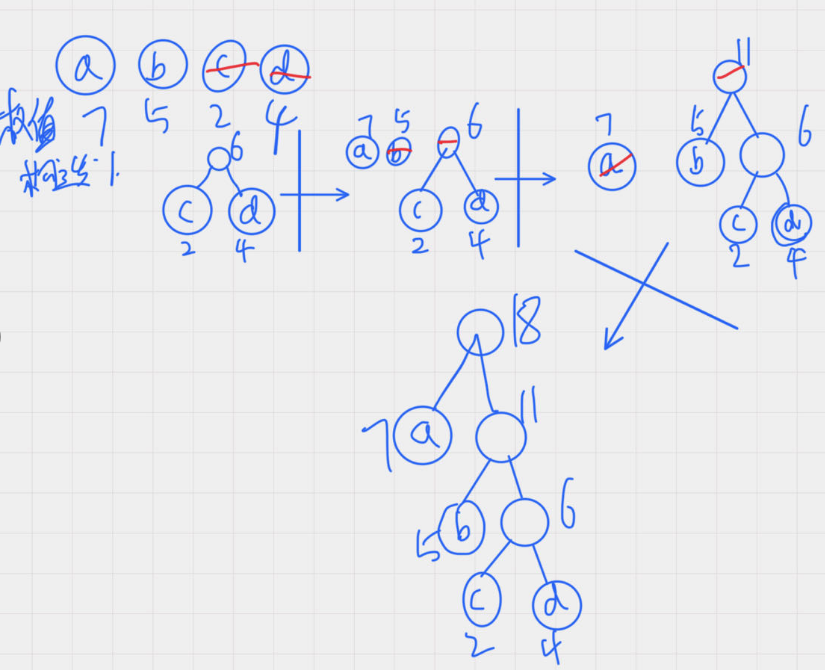 a b c d
权值 7 5 2 4
构造
6
c d
2 4
7 5 6
a b
c d
2 4
7
a
11
5 6
b
c d
2 4
18
7 a 11
5 b 6
c d
2 4